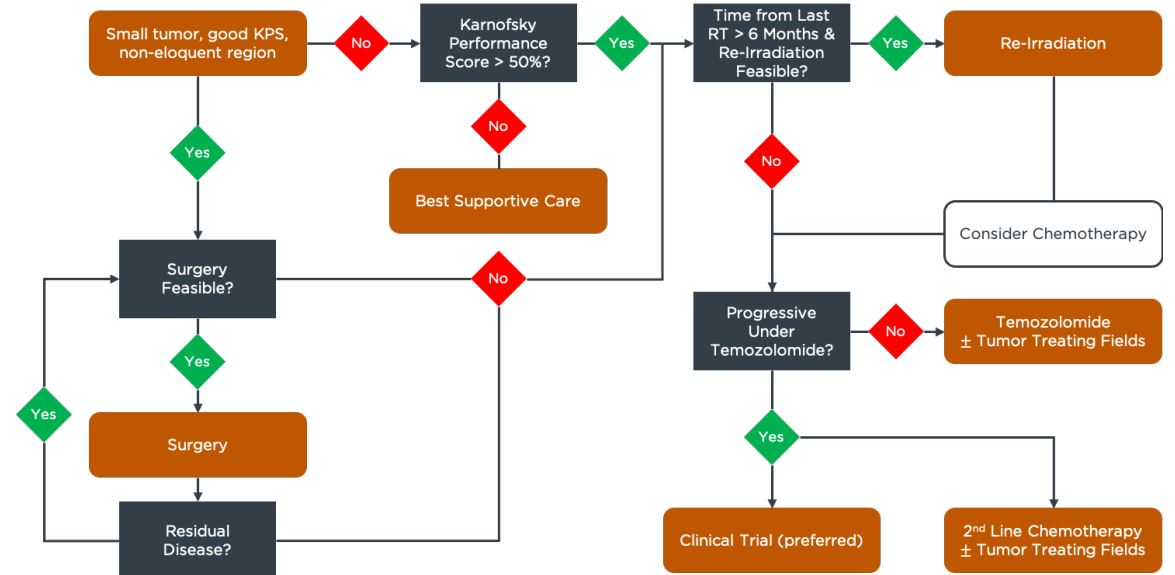 Small tumor, good KPS,
non-eloquent region
No
Karnofsky
Performance
Score > 50%?
Yes
Time from Last
RT > 6 Months &
Re-Irradiation
Feasible?
Yes
Re-Irradiation
Yes
No
No
Best Supportive Care
Consider Chemotherapy
Surgery
Feasible?
No
Progressive
Under
Temozolomide?
No
Temozolomide
± Tumor Treating Fields
Yes
Yes
Surgery
Yes
Residual
Disease?
Clinical Trial (preferred)
2nd Line Chemotherapy
± Tumor Treating Fields